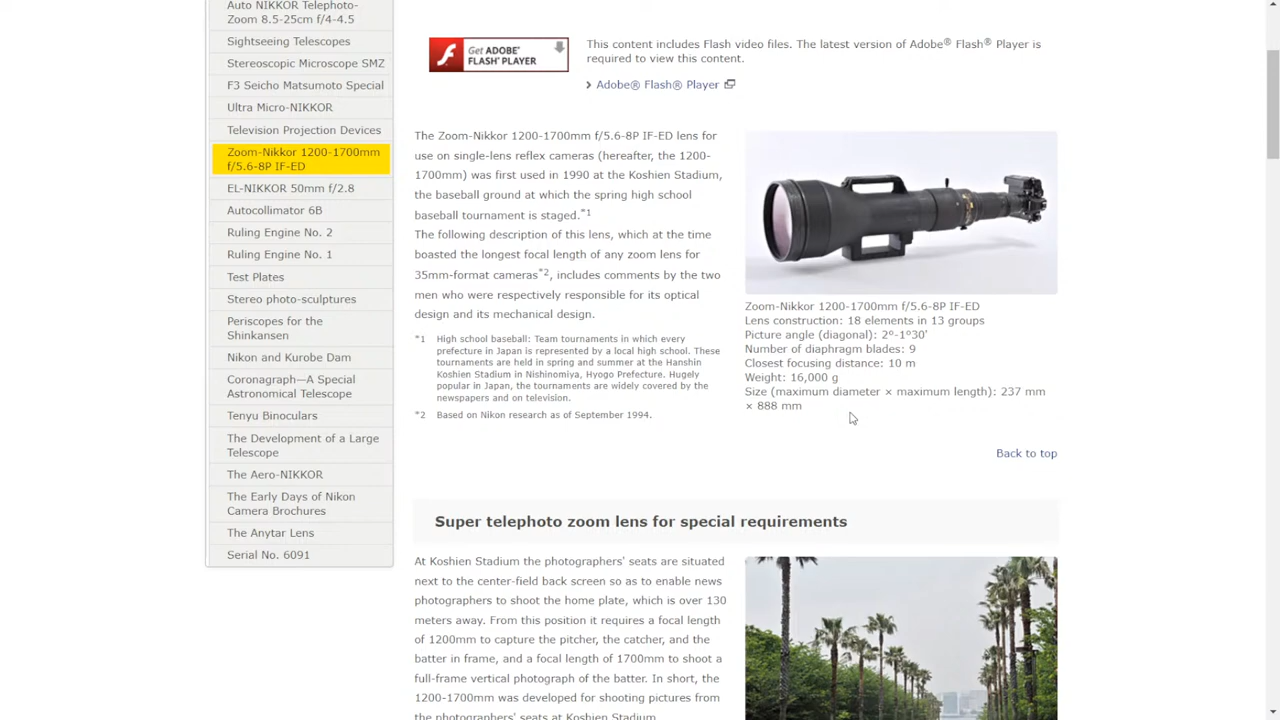 Auto NIKKOR Telephoto-
Zoom 8.5-25cm f/4-4.5
Sightseeing Telescopes
Stereoscopic Microscope SMZ
F3 Seicho Matsumoto Special
Ultra Micro-NIKKOR
Television Projection Devices
Zoom-Nikkor 1200-1700mm
f/5.6-8P IF-ED
EL-NIKKOR 50mm f/2.8
Autocollimator 6B
Ruling Engine No. 2
Ruling Engine No. 1
Test Plates
Stereo photo-sculptures
Periscopes for the
Shinkansen
Nikon and Kurobe Dam
Coronagraph—A Special
Astronomical Telescope
Tenyu Binoculars
The Development of a Large
Telescope
The Aero-NIKKOR
The Early Days of Nikon
Camera Brochures
The Anytar Lens
Serial No. 6091
Get ADOBE®
FLASH® PLAYER
This content includes Flash video files. The latest version of Adobe® Flash® Player is
required to view this content.
Adobe® Flash® Player
The Zoom-Nikkor 1200-1700mm f/5.6-8P IF-ED lens for
use on single-lens reflex cameras (hereafter, the 1200-
1700mm) was first used in 1990 at the Koshien Stadium,
the baseball ground at which the spring high school
baseball tournament is staged.*1
The following description of this lens, which at the time
boasted the longest focal length of any zoom lens for
35mm-format cameras*2, includes comments by the two
men who were respectively responsible for its optical
design and its mechanical design.
*1 High school baseball: Team tournaments in which every
prefecture in Japan is represented by a local high school. These
tournaments are held in spring and summer at the Hanshin
Koshien Stadium in Nishinomiya, Hyogo Prefecture. Hugely
popular in Japan, the tournaments are widely covered by the
newspapers and on television.
*2 Based on Nikon research as of September 1994.
Zoom-Nikkor 1200-1700mm f/5.6-8P IF-ED
Lens construction: 18 elements in 13 groups
Picture angle (diagonal): 2°-1°30'
Number of diaphragm blades: 9
Closest focusing distance: 10 m
Weight: 16,000 g
Size (maximum diameter × maximum length): 237 mm
× 888 mm
Back to top
Super telephoto zoom lens for special requirements
At Koshien Stadium the photographers' seats are situated
next to the center-field back screen so as to enable news
photographers to shoot the home plate, which is over 130
meters away. From this position it requires a focal length
of 1200mm to capture the pitcher, the catcher, and the
batter in frame, and a focal length of 1700mm to shoot a
full-frame vertical photograph of the batter. In short, the
1200-1700mm was developed for shooting pictures from
the photographers' seats at Koshien Stadium.